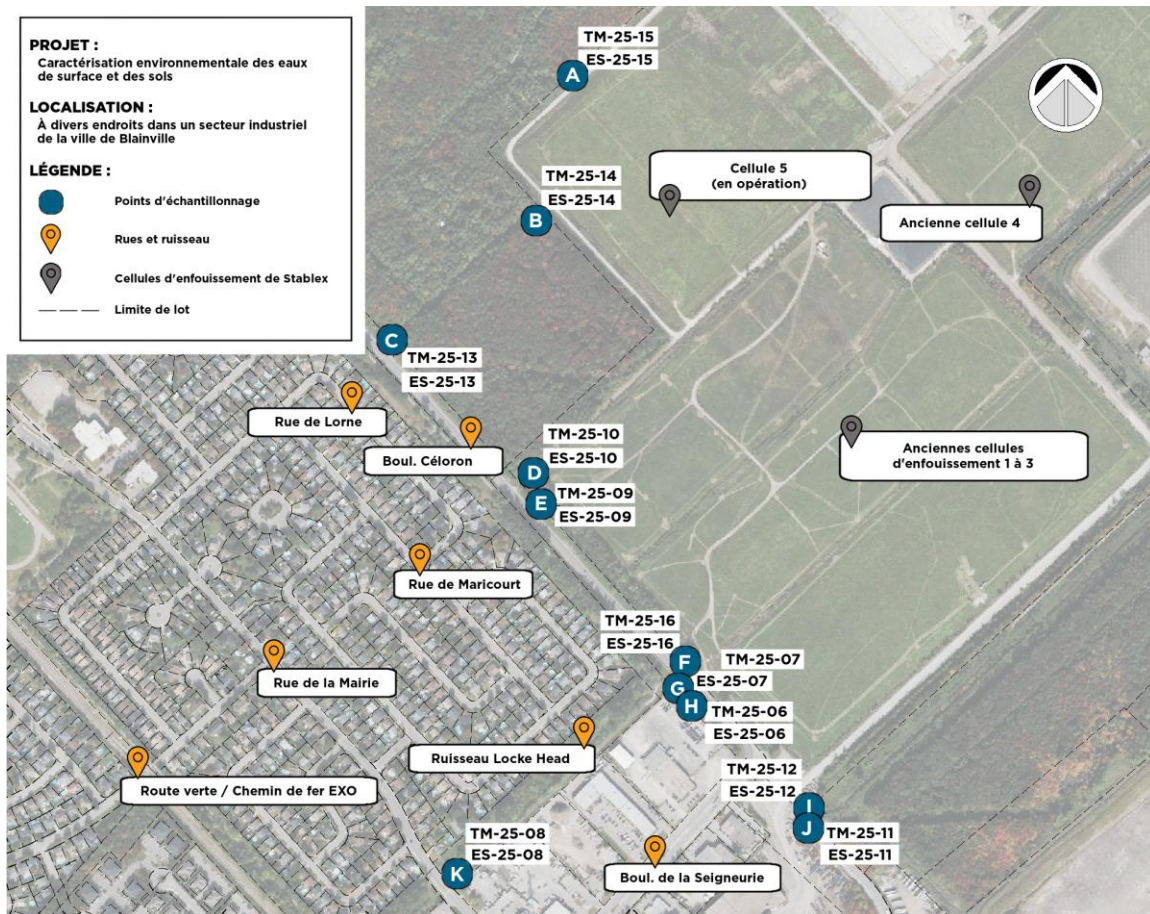 PROJET :
Caractérisation environnementale des eaux
de surface et des sols
LOCALISATION :
À divers endroits dans un secteur industriel
de la ville de Blainville
LÉGENDE :
Points d'échantillonnage
Rues et ruisseau
Cellules d'enfouissement de Stablex
Limite de lot
TM-25-15
ES-25-15
A
TM-25-14
ES-25-14
B
Cellule 5
(en opération)
Ancienne cellule 4
C
TM-25-13
ES-25-13
Rue de Lorne
Boul. Céloron
TM-25-10
ES-25-10
D
TM-25-09
ES-25-09
E
Anciennes cellules
d'enfouissement 1 à 3
Rue de Maricourt
TM-25-16
ES-25-16
F
TM-25-07
ES-25-07
G
H
TM-25-06
ES-25-06
Rue de la Mairie
Ruisseau Locke Head
TM-25-12
ES-25-12
I
J
TM-25-11
ES-25-11
Route verte / Chemin de fer EXO
TM-25-08
ES-25-08
K
Boul. de la Seigneurie